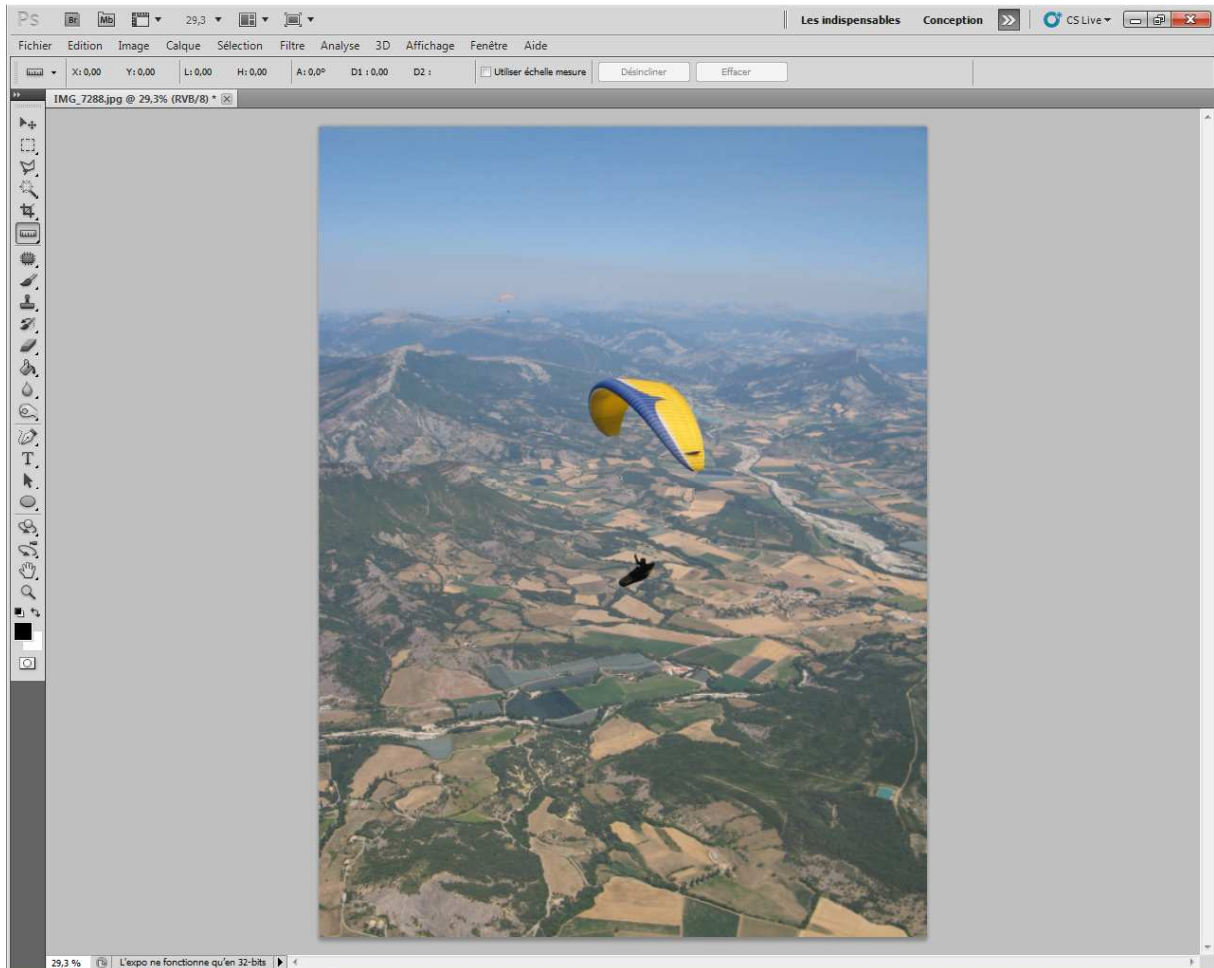 Ps Br Mb 29,3 Les indispensables Conception CS Live
Fichier Edition Image Calque Sélection Filtre Analyse 3D Affichage Fenêtre Aide
X: 0,00 Y: 0,00 L: 0,00 H: 0,00 A: 0,0° D1 : 0,00 D2 : Utiliser échelle mesure Désincliner Effacer
IMG_7288.jpg @ 29,3% (RVB/8) *
T
29,3 % L'expo ne fonctionne qu'en 32-bits